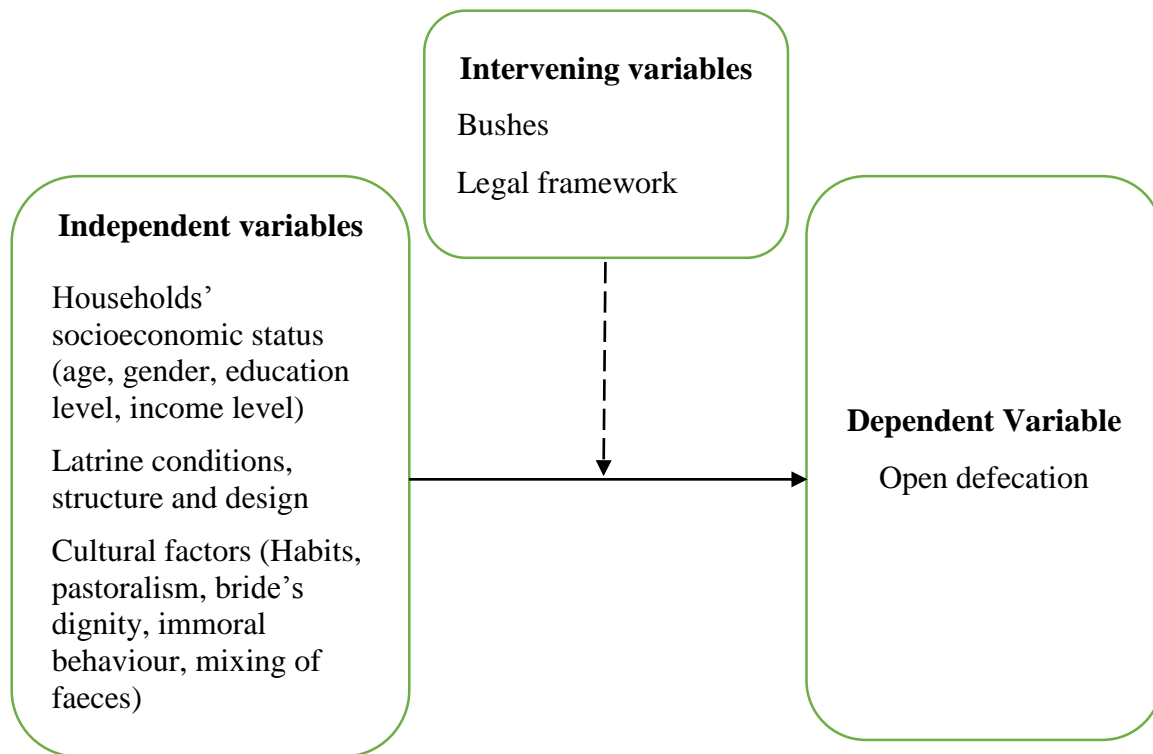 Intervening variables
Bushes
Legal framework
Independent variables
Households’
socioeconomic status
(age, gender, education
level, income level)
Latrine conditions,
structure and design
Cultural factors (Habits,
pastoralism, bride’s
dignity, immoral
behaviour, mixing of
faeces)
Dependent Variable
Open defecation